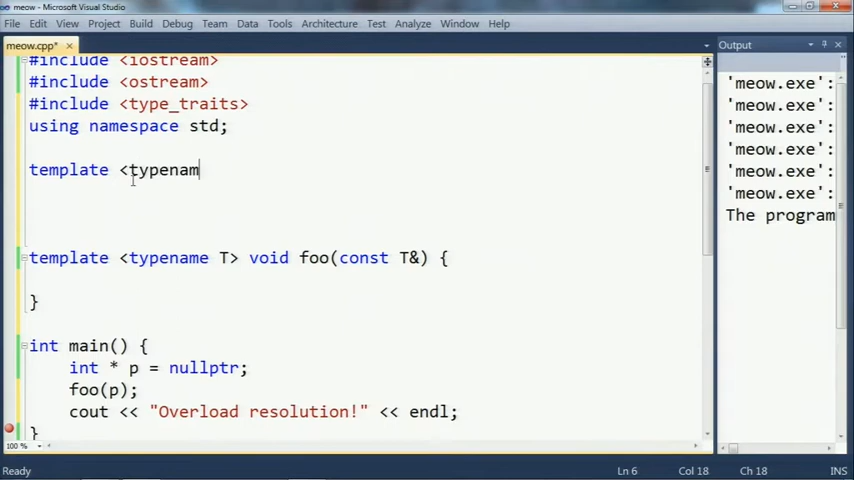 meow - Microsoft Visual Studio
File Edit View Project Build Debug Team Data Tools Architecture Test Analyze Window Help
meow.cpp*
#include <iostream>
#include <ostream>
#include <type_traits>
using namespace std;
template <typenam
template <typename T> void foo(const T&) {
}
int main() {
int * p = nullptr;
foo(p);
cout << "Overload resolution!" << endl;
}
100 %
Output
'meow.exe':
'meow.exe':
'meow.exe':
'meow.exe':
'meow.exe':
'meow.exe':
The program
Ready Ln 6 Col 18 Ch 18 INS